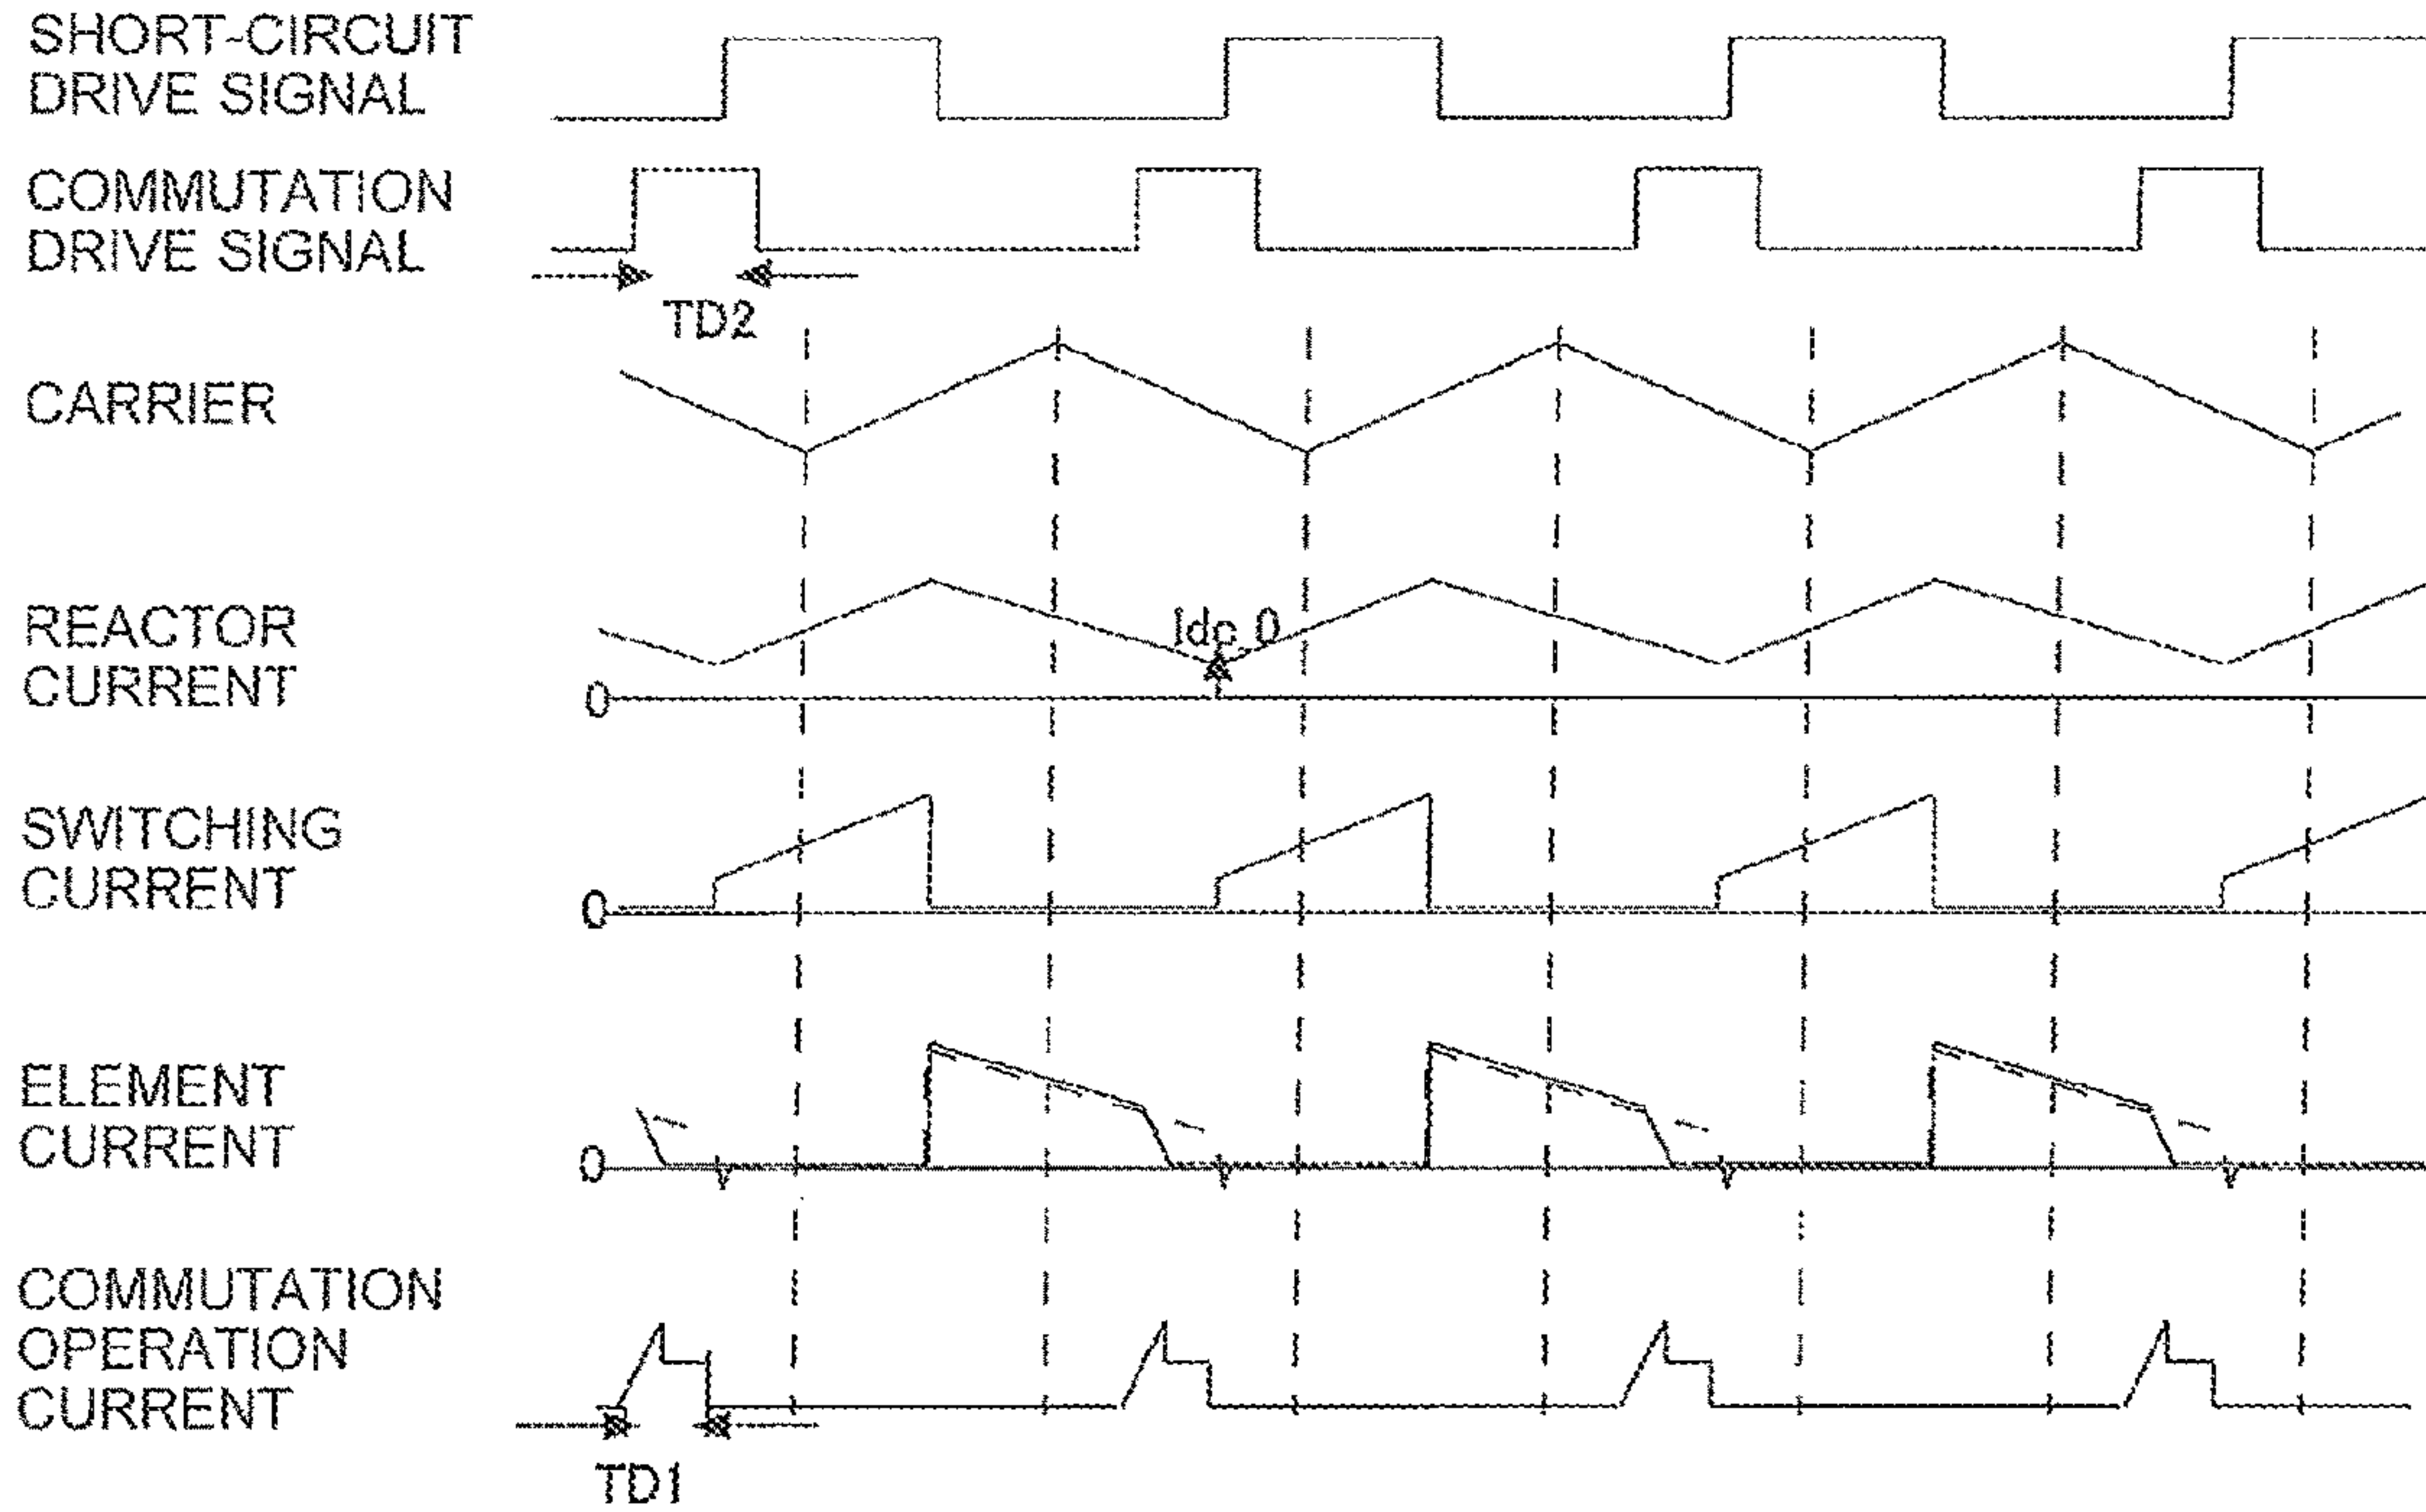 SHORT-CIRCUIT
DRIVE SIGNAL
COMMUTATION
DRIVE SIGNAL
TD2
CARRIER
REACTOR
CURRENT
Idc_0
0
SWITCHING
CURRENT
0
ELEMENT
CURRENT
0
COMMUTATION
OPERATION
CURRENT
TD1